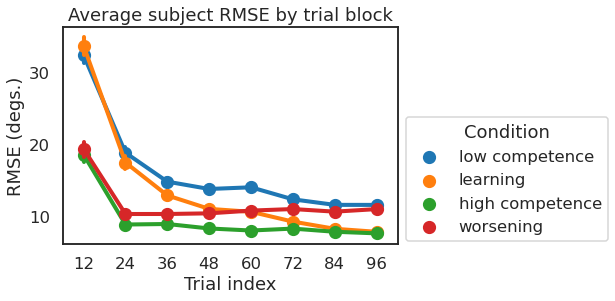 Average subject RMSE by trial block
RMSE (degs.)
30
20
10
12 24 36 48 60 72 84 96
Trial index
Condition
low competence
learning
high competence
worsening